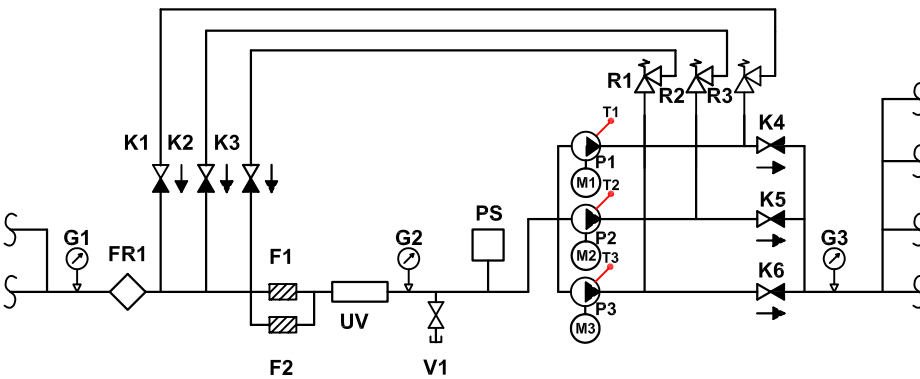 R1
R2
R3
T1
K4
K1
K2
K3
P1
M1
T2
K5
PS
P2
M2
G1
FR1
F1
G2
T3
K6
G3
P3
UV
M3
F2
V1